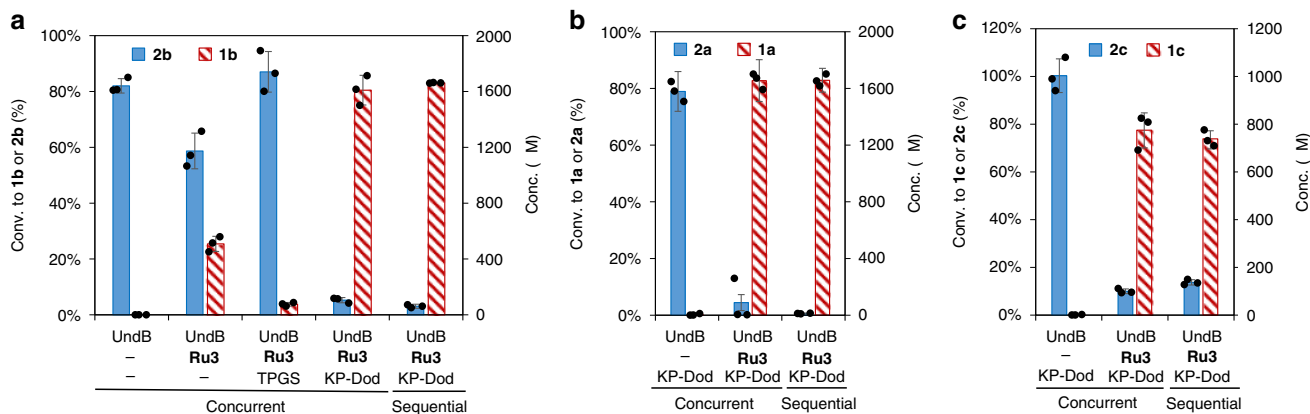 a
2b 1b
Conv. to 1b or 2b (%)
100%
80%
60%
40%
20%
0%
2000
1600
1200
800
400
0
Conc. ( M)
UndB UndB UndB UndB UndB
– Ru3 Ru3 Ru3 Ru3
– – TPGS KP-Dod KP-Dod
Concurrent Sequential
b
2a 1a
Conv. to 1a or 2a (%)
100%
80%
60%
40%
20%
0%
2000
1600
1200
800
400
0
Conc. ( M)
UndB UndB UndB
– Ru3 Ru3
KP-Dod KP-Dod KP-Dod
Concurrent Sequential
c
2c 1c
Conv. to 1c or 2c (%)
120%
100%
80%
60%
40%
20%
0%
1200
1000
800
600
400
200
0
Conc. ( M)
UndB UndB UndB
– Ru3 Ru3
KP-Dod KP-Dod KP-Dod
Concurrent Sequential